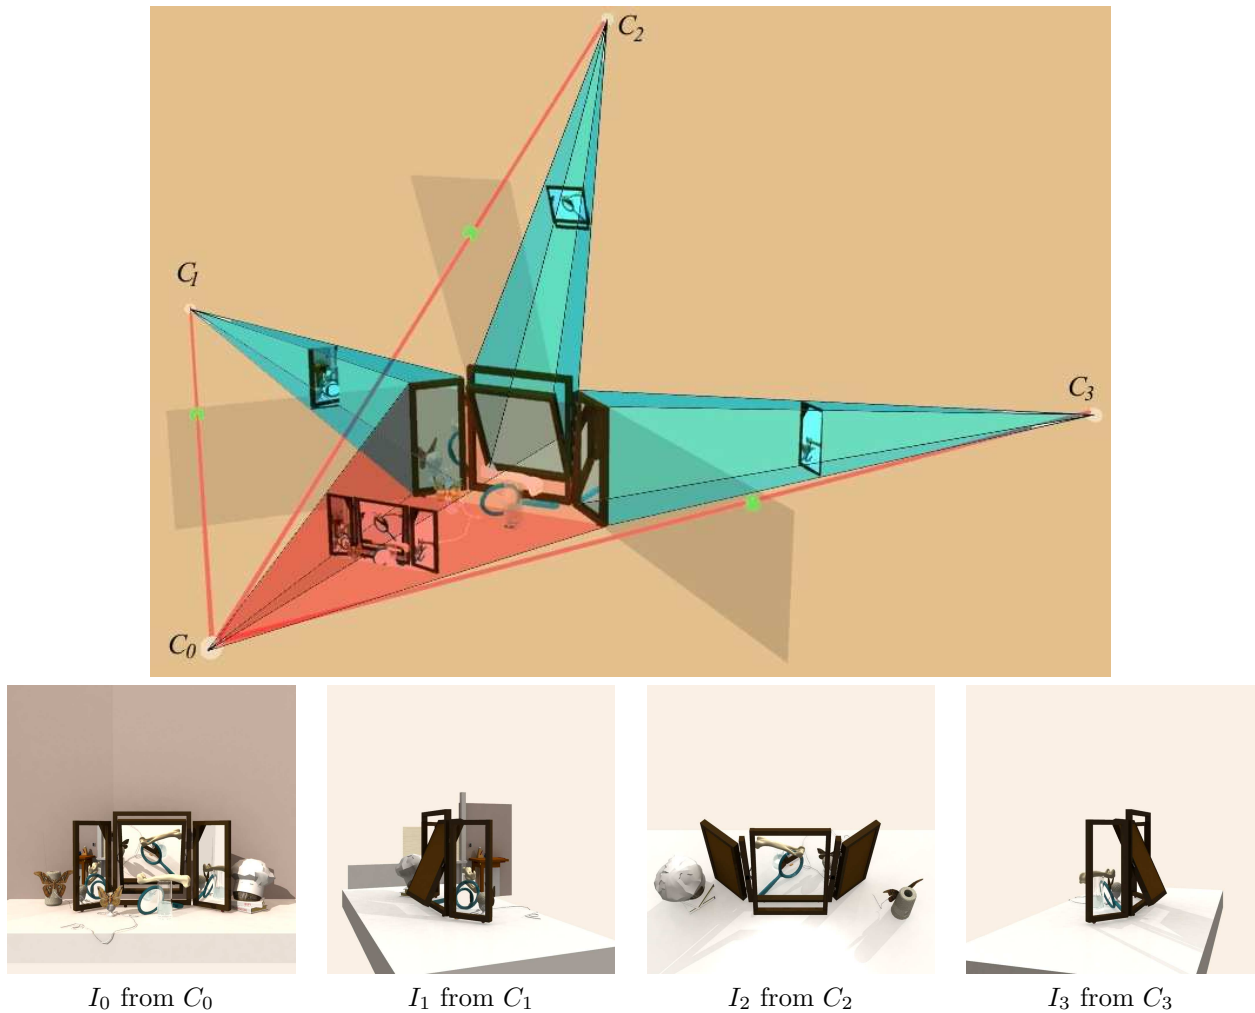 C₂
C₁
C₃
C₀
I₀ from C₀
I₁ from C₁
I₂ from C₂
I₃ from C₃